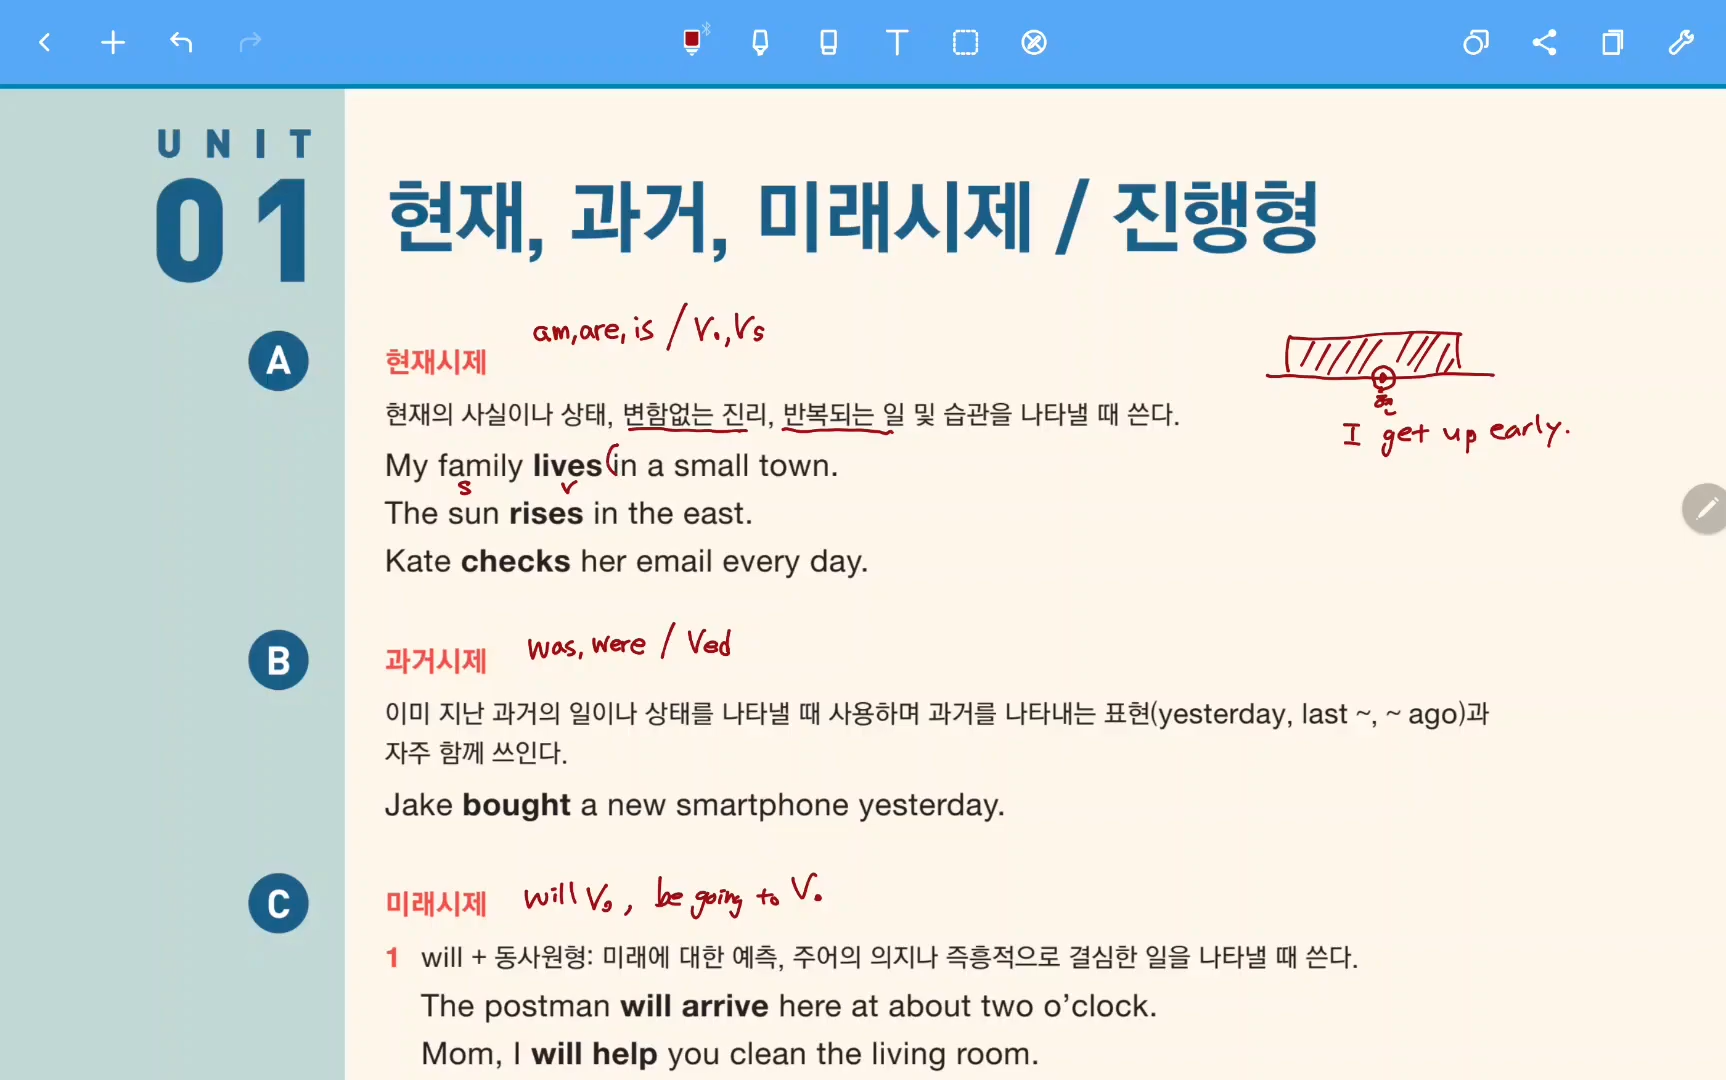 UNIT
01
현재, 과거, 미래시제 / 진행형
am, are, is / V., Vs
A
현재시제
현재의 사실이나 상태, 변함없는 진리, 반복되는 일 및 습관을 나타낼 때 쓴다.
I get up early.
My family lives (in a small town.
s v
The sun rises in the east.
Kate checks her email every day.
B
과거시제
was, were / Ved
이미 지난 과거의 일이나 상태를 나타낼 때 사용하며 과거를 나타내는 표현(yesterday, last ~, ~ ago)과
자주 함께 쓰인다.
Jake bought a new smartphone yesterday.
C
미래시제
will V., be going to V.
1 will + 동사원형: 미래에 대한 예측, 주어의 의지나 즉흥적으로 결심한 일을 나타낼 때 쓴다.
The postman will arrive here at about two o’clock.
Mom, I will help you clean the living room.